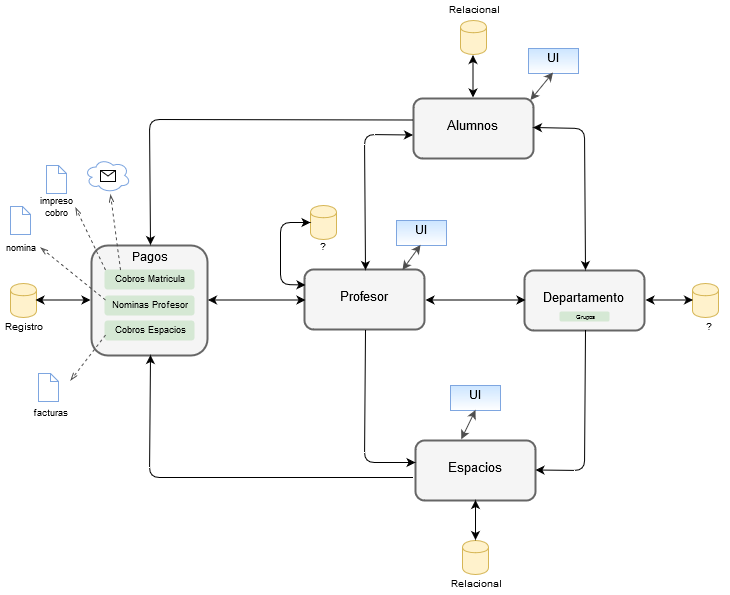 Relacional
UI
Alumnos
impreso
cobro
nomina
UI
?
Pagos
Cobros Matricula
Nominas Profesor
Cobros Espacios
Profesor
Departamento
Grupos
Registro
?
UI
facturas
Espacios
Relacional